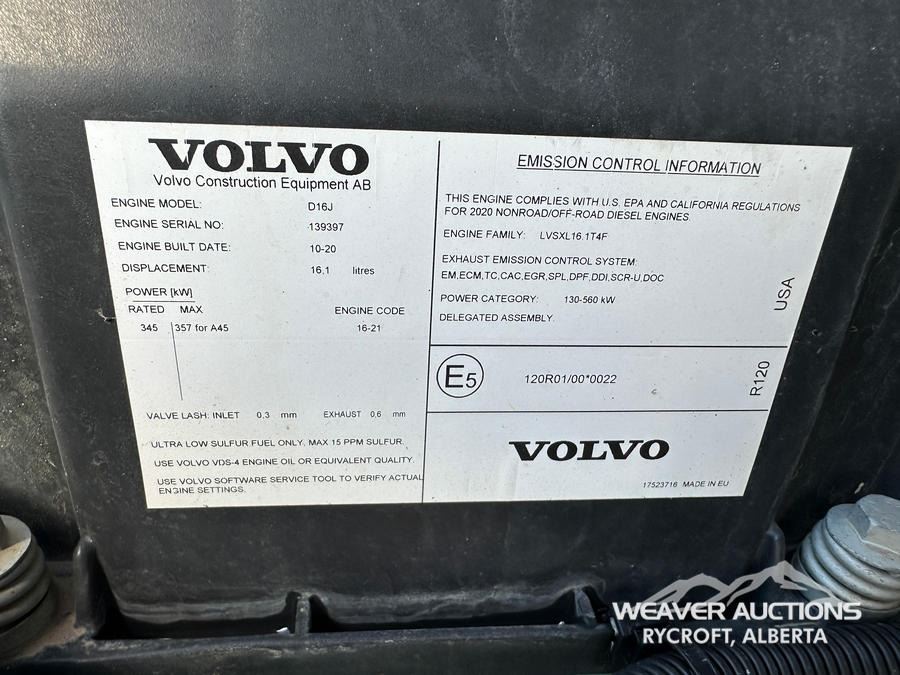 VOLVO
Volvo Construction Equipment AB
ENGINE MODEL: D16J
ENGINE SERIAL NO: 139397
ENGINE BUILT DATE: 10-20
DISPLACEMENT: 16,1 litres
POWER [kW]
RATED MAX ENGINE CODE
345 357 for A45 16-21
VALVE LASH: INLET 0,3 mm EXHAUST 0,6 mm
ULTRA LOW SULFUR FUEL ONLY, MAX 15 PPM SULFUR.
USE VOLVO VDS-4 ENGINE OIL OR EQUIVALENT QUALITY.
USE VOLVO SOFTWARE SERVICE TOOL TO VERIFY ACTUAL
ENGINE SETTINGS.
EMISSION CONTROL INFORMATION
THIS ENGINE COMPLIES WITH U.S. EPA AND CALIFORNIA REGULATIONS
FOR 2020 NONROAD/OFF-ROAD DIESEL ENGINES.
ENGINE FAMILY: LVSXL16.1T4F
EXHAUST EMISSION CONTROL SYSTEM:
EM,ECM,TC,CAC,EGR,SPL,DPF,DDI,SCR-U,DOC
POWER CATEGORY: 130-560 kW
DELEGATED ASSEMBLY.
USA
E5 120R01/00*0022
R120
VOLVO
17523716 MADE IN EU
WEAVER AUCTIONS
RYCROFT, ALBERTA